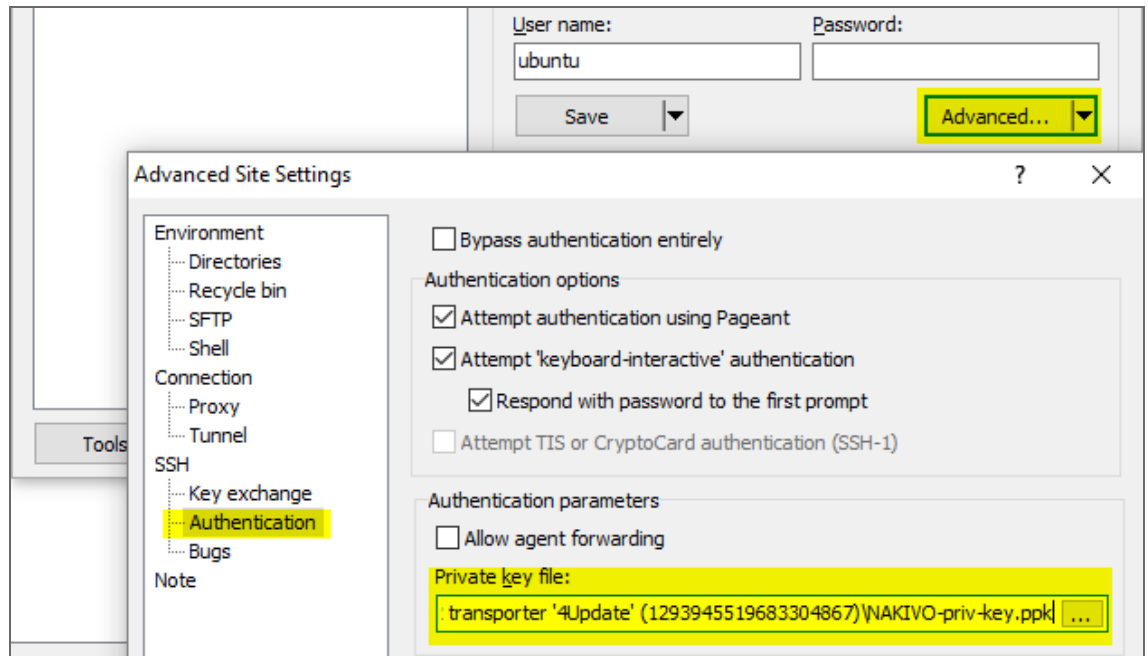 User name:
Password:
ubuntu
Save
Advanced...
Advanced Site Settings
?
Environment
Directories
Recycle bin
SFTP
Shell
Connection
Proxy
Tunnel
SSH
Key exchange
Authentication
Bugs
Note
Tools
Bypass authentication entirely
Authentication options
Attempt authentication using Pageant
Attempt 'keyboard-interactive' authentication
Respond with password to the first prompt
Attempt TIS or CryptoCard authentication (SSH-1)
Authentication parameters
Allow agent forwarding
Private key file:
transporter '4Update' (1293945519683304867)\NAKIVO-priv-key.ppk
...